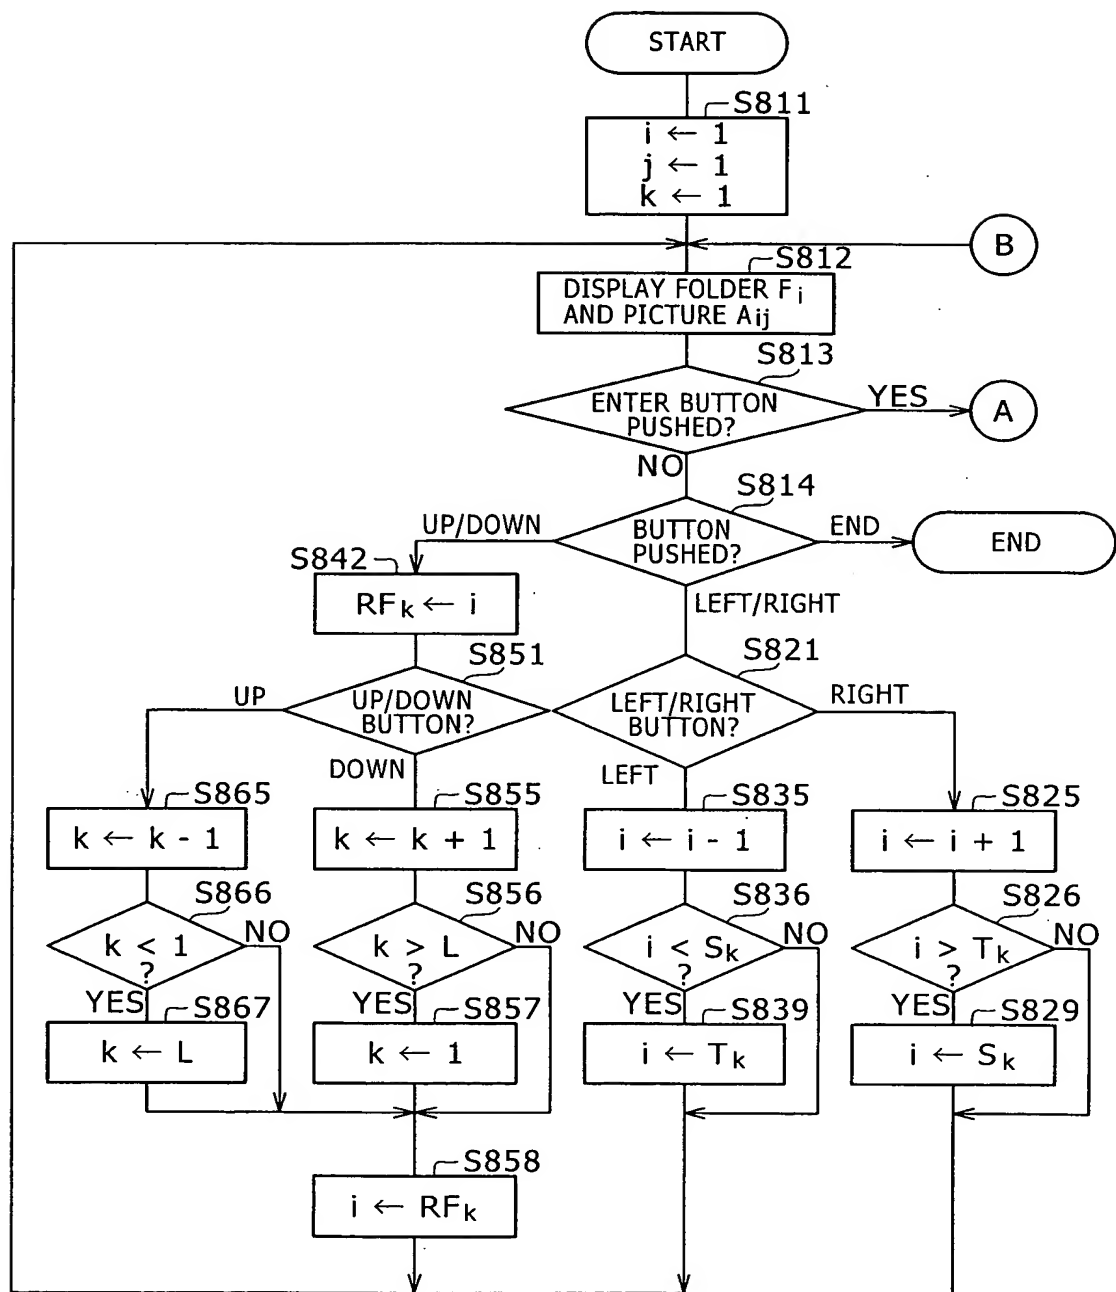 START
S811
i ← 1
j ← 1
k ← 1
B
S812
DISPLAY FOLDER Fi
AND PICTURE Aij
S813
ENTER BUTTON
PUSHED?
YES
A
NO
S814
UP/DOWN
BUTTON
PUSHED?
END
END
S842
RFk ← i
LEFT/RIGHT
S851
UP
UP/DOWN
BUTTON?
DOWN
S821
LEFT/RIGHT
BUTTON?
RIGHT
LEFT
S865
k ← k - 1
S855
k ← k + 1
S835
i ← i - 1
S825
i ← i + 1
S866
k < 1
?
NO
YES
S856
k > L
?
NO
YES
S836
i < Sk
?
NO
YES
S826
i > Tk
?
NO
YES
S867
k ← L
S857
k ← 1
S839
i ← Tk
S829
i ← Sk
S858
i ← RFk